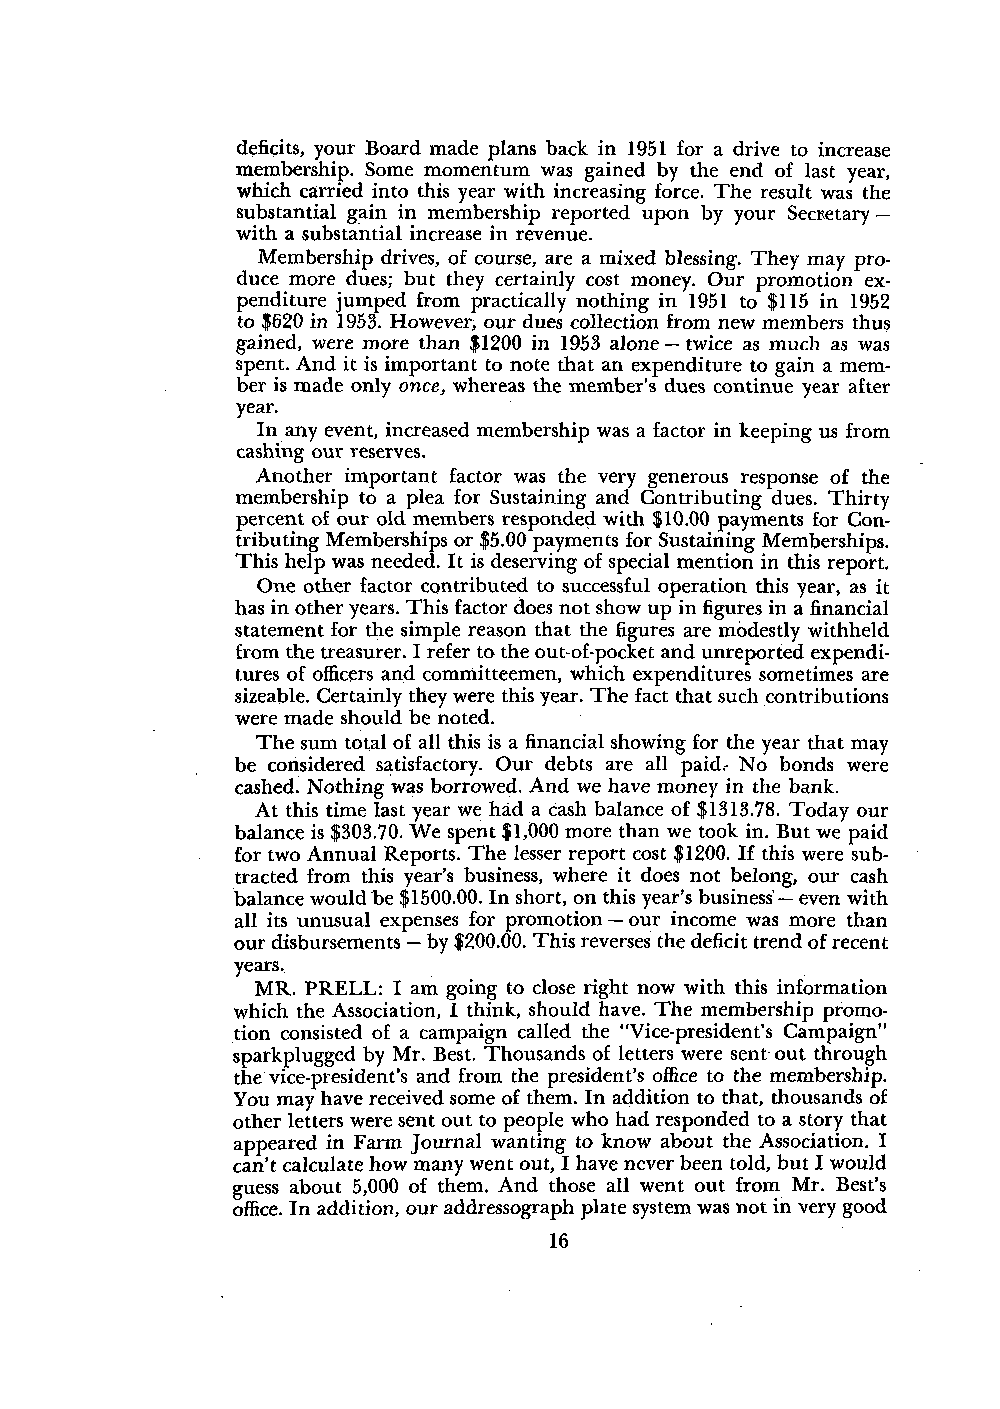 deficits, your Board made plans back in 1951 for a drive to increase
membership. Some momentum was gained by the end of last year,
which carried into this year with increasing force. The result was the
substantial gain in membership reported upon by your Secretary —
with a substantial increase in revenue.
Membership drives, of course, are a mixed blessing. They may pro-
duce more dues; but they certainly cost money. Our promotion ex-
penditure jumped from practically nothing in 1951 to $115 in 1952
to $620 in 1953. However, our dues collection from new members thus
gained, were more than $1200 in 1953 alone — twice as much as was
spent. And it is important to note that an expenditure to gain a mem-
ber is made only once, whereas the member's dues continue year after
year.
In any event, increased membership was a factor in keeping us from
cashing our reserves.
Another important factor was the very generous response of the
membership to a plea for Sustaining and Contributing dues. Thirty
percent of our old members responded with $10.00 payments for Con-
tributing Memberships or $5.00 payments for Sustaining Memberships.
This help was needed. It is deserving of special mention in this report.
One other factor contributed to successful operation this year, as it
has in other years. This factor does not show up in figures in a financial
statement for the simple reason that the figures are modestly withheld
from the treasurer. I refer to the out-of-pocket and unreported expendi-
tures of officers and committeemen, which expenditures sometimes are
sizeable. Certainly they were this year. The fact that such contributions
were made should be noted.
The sum total of all this is a financial showing for the year that may
be considered satisfactory. Our debts are all paid. No bonds were
cashed. Nothing was borrowed. And we have money in the bank.
At this time last year we had a cash balance of $1313.78. Today our
balance is $303.70. We spent $1,000 more than we took in. But we paid
for two Annual Reports. The lesser report cost $1200. If this were sub-
tracted from this year's business, where it does not belong, our cash
balance would be $1500.00. In short, on this year's business — even with
all its unusual expenses for promotion — our income was more than
our disbursements — by $200.00. This reverses the deficit trend of recent
years.
MR. PRELL: I am going to close right now with this information
which the Association, I think, should have. The membership promo-
tion consisted of a campaign called the "Vice-president's Campaign"
sparkplugged by Mr. Best. Thousands of letters were sent out through
the vice-president's and from the president's office to the membership.
You may have received some of them. In addition to that, thousands of
other letters were sent out to people who had responded to a story that
appeared in Farm Journal wanting to know about the Association. I
can't calculate how many went out, I have never been told, but I would
guess about 5,000 of them. And those all went out from Mr. Best's
office. In addition, our addressograph plate system was not in very good
16